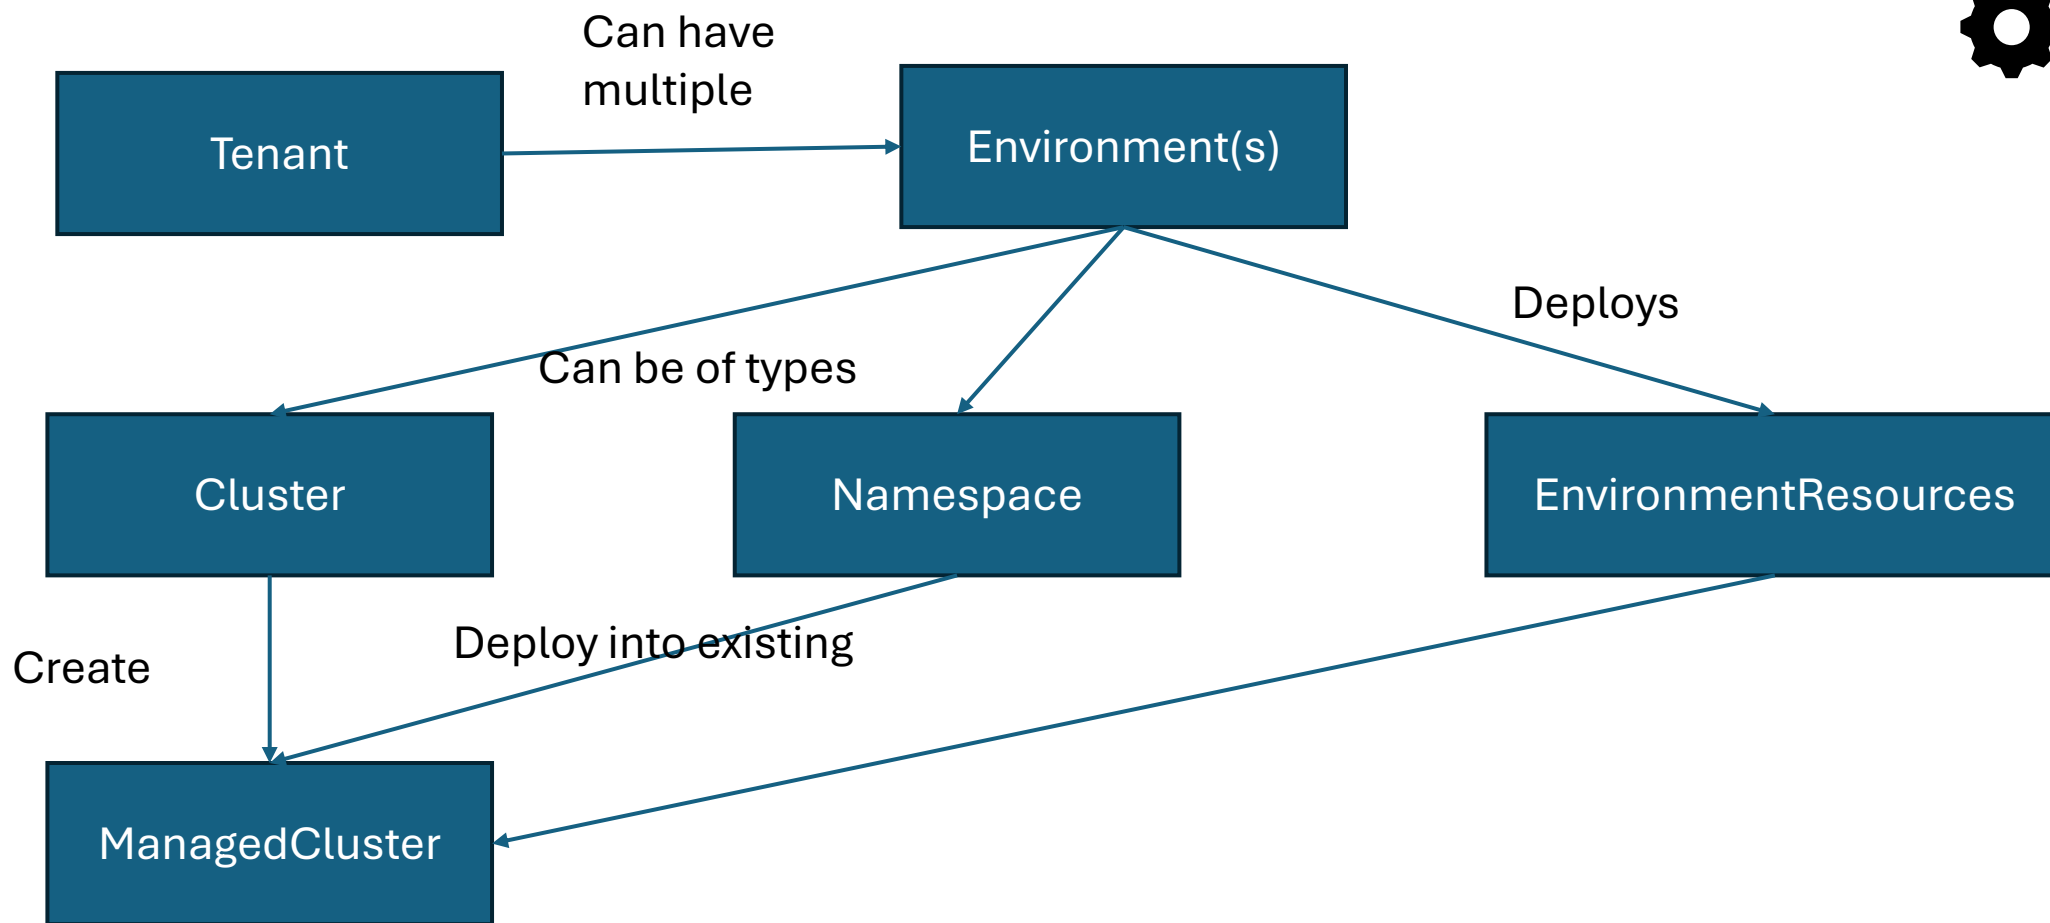 Can have
multiple
Tenant
Environment(s)
Deploys
Can be of types
Cluster
Namespace
EnvironmentResources
Deploy into existing
Create
ManagedCluster